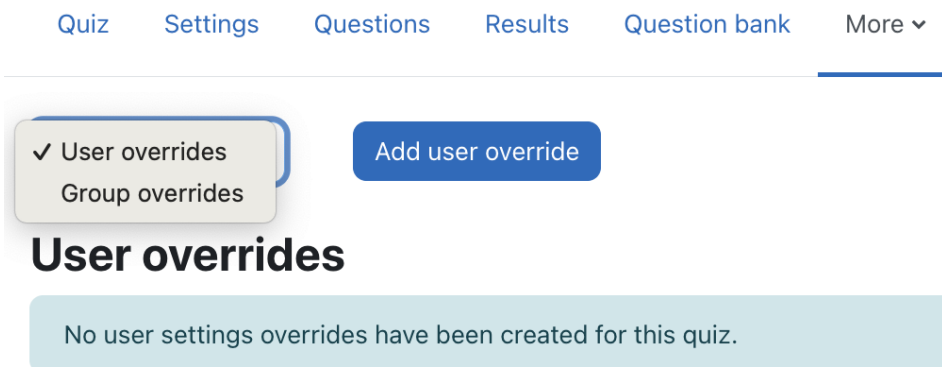 Quiz Settings Questions Results Question bank More
✓ User overrides
Add user override
Group overrides
User overrides
No user settings overrides have been created for this quiz.